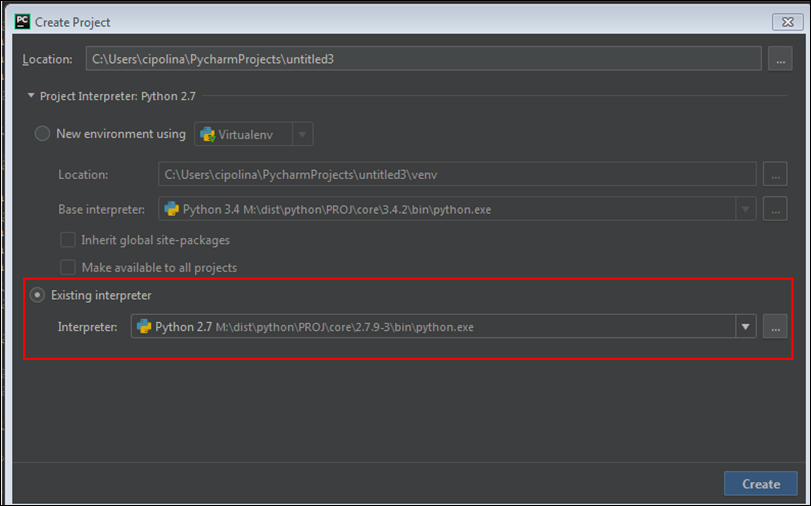 PC Create Project
Location: C:\Users\cipolina\PycharmProjects\untitled3 ...
Project Interpreter: Python 2.7
New environment using Virtualenv
Location: C:\Users\cipolina\PycharmProjects\untitled3\venv ...
Base interpreter: Python 3.4 M:\dist\python\PROJ\core\3.4.2\bin\python.exe ...
Inherit global site-packages
Make available to all projects
Existing interpreter
Interpreter: Python 2.7 M:\dist\python\PROJ\core\2.7.9-3\bin\python.exe ...
Create